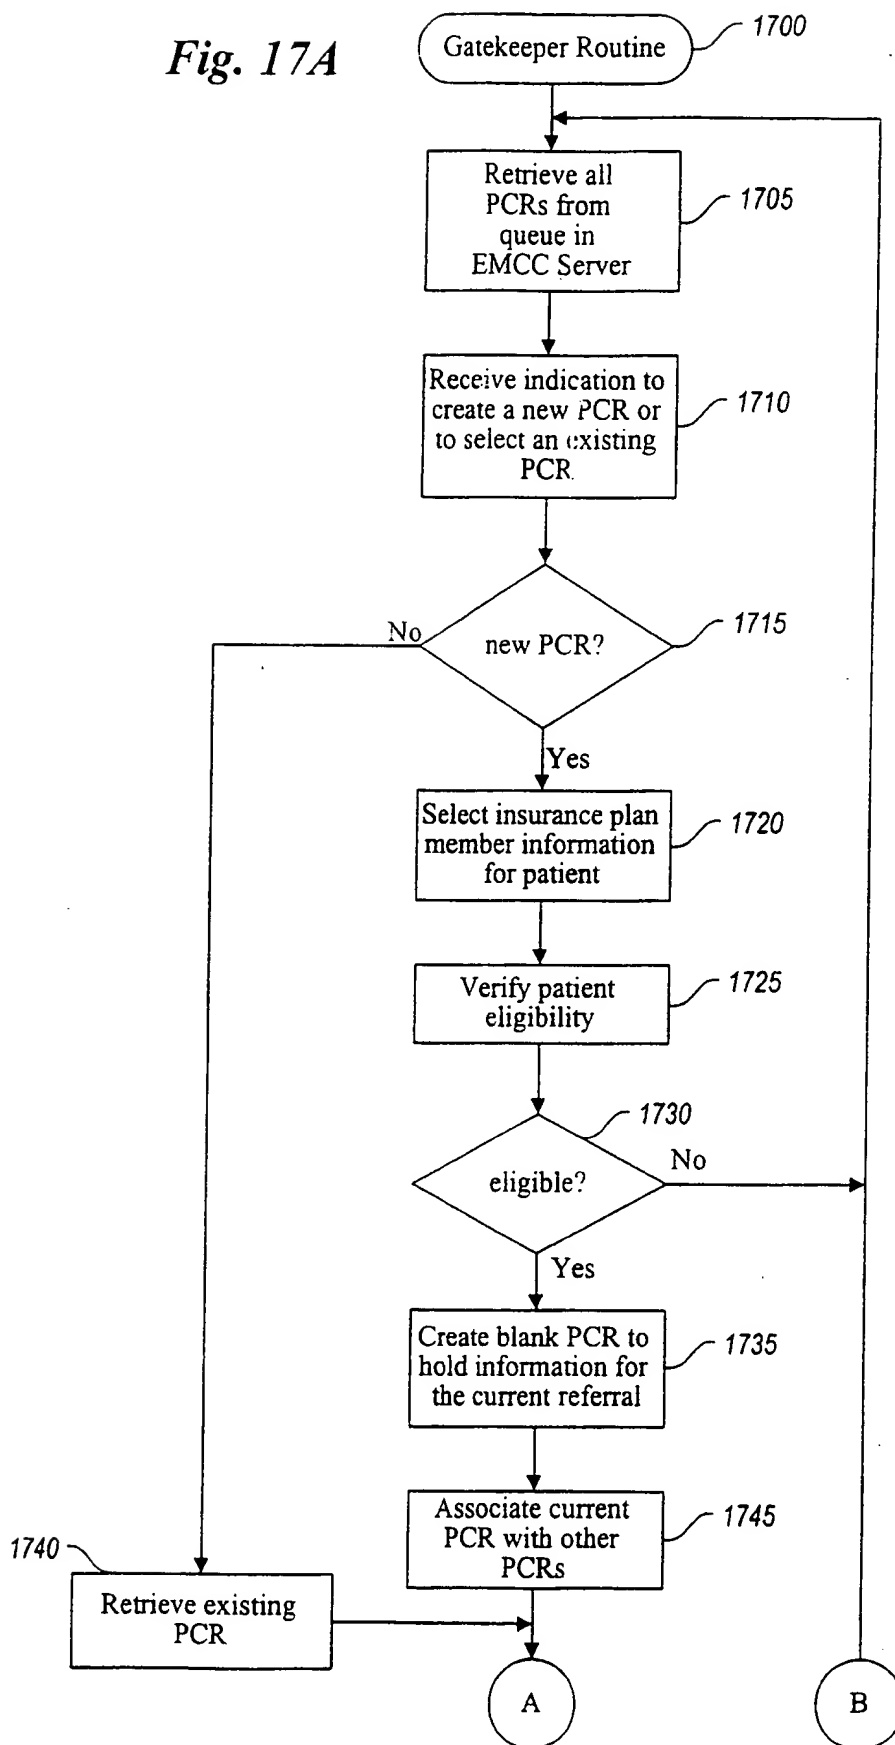 Fig. 17A
Gatekeeper Routine
1700
Retrieve all
PCRs from
queue in
EMCC Server
1705
Receive indication to
create a new PCR or
to select an existing
PCR
1710
new PCR?
1715
No
Yes
Select insurance plan
member information
for patient
1720
Verify patient
eligibility
1725
eligible?
1730
No
Yes
Create blank PCR to
hold information for
the current referral
1735
Associate current
PCR with other
PCRs
1745
1740
Retrieve existing
PCR
A
B